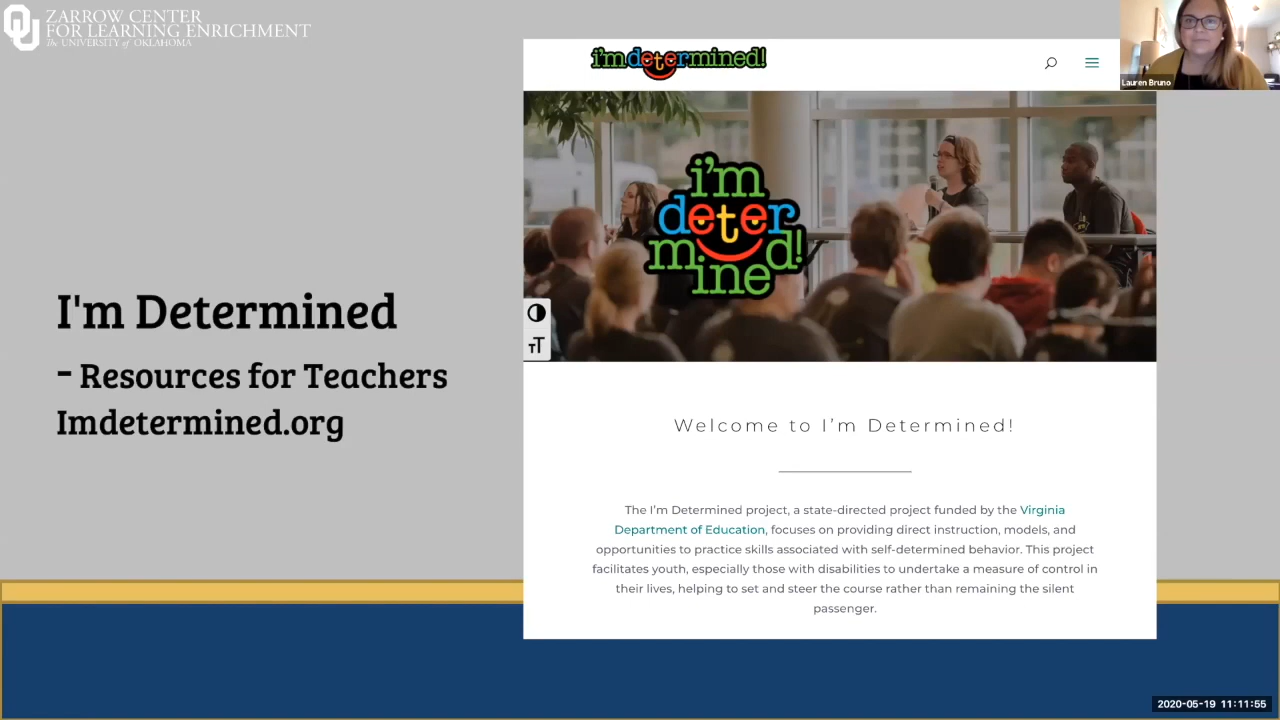 ZARROW CENTER
FOR LEARNING ENRICHMENT
The UNIVERSITY of OKLAHOMA
i'm determined!
Lauren Bruno
i'm
deter
mined!
TT
I'm Determined
- Resources for Teachers
Imdetermined.org
Welcome to I'm Determined!
The I'm Determined project, a state-directed project funded by the Virginia
Department of Education, focuses on providing direct instruction, models, and
opportunities to practice skills associated with self-determined behavior. This project
facilitates youth, especially those with disabilities to undertake a measure of control in
their lives, helping to set and steer the course rather than remaining the silent
passenger.
2020-05-19 11:11:55